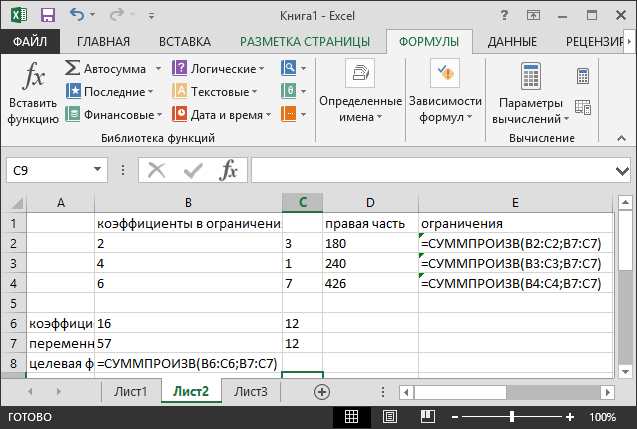 Книга1 - Excel
ФАЙЛ ГЛАВНАЯ ВСТАВКА РАЗМЕТКА СТРАНИЦЫ ФОРМУЛЫ ДАННЫЕ РЕЦЕНЗИ
fx Автосумма Логические Определенные Зависимости Параметры
Вставить Последние Текстовые имена формул вычислений
функцию Финансовые Дата и время
Библиотека функций Вычисление
C9 fx
A B C D E
1 коэффициенты в ограничени правая часть ограничения
2 2 3 180 =СУММПРОИЗВ(B2:C2;B7:C7)
3 4 1 240 =СУММПРОИЗВ(B3:C3;B7:C7)
4 6 7 426 =СУММПРОИЗВ(B4:C4;B7:C7)
5
6 коэффици 16 12
7 переменн 57 12
8 целевая ф =СУММПРОИЗВ(B6:C6;B7:C7)
Лист1 Лист2 Лист3
ГОТОВО 100%